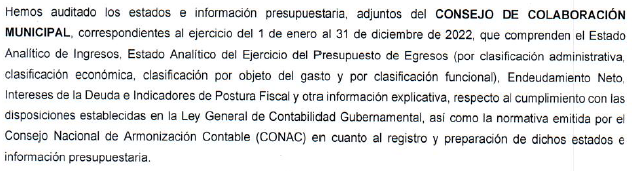 Hemos auditado los estados e información presupuestaria, adjuntos del CONSEJO DE COLABORACIÓN
MUNICIPAL, correspondientes al ejercicio del 1 de enero al 31 de diciembre de 2022, que comprenden el Estado
Analítico de Ingresos, Estado Analítico del Ejercicio del Presupuesto de Egresos (por clasificación administrativa,
clasificación económica, clasificación por objeto del gasto y por clasificación funcional), Endeudamiento Neto,
Intereses de la Deuda e Indicadores de Postura Fiscal y otra información explicativa, respecto al cumplimiento con las
disposiciones establecidas en la Ley General de Contabilidad Gubernamental, así como la normativa emitida por el
Consejo Nacional de Armonización Contable (CONAC) en cuanto al registro y preparación de dichos estados e
información presupuestaria.